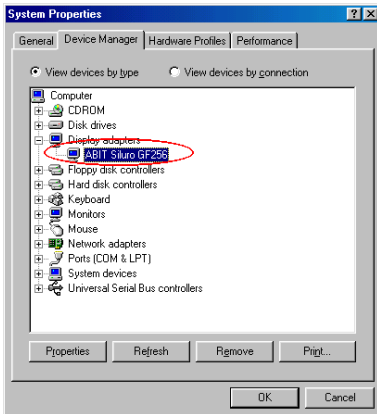 System Properties
General Device Manager Hardware Profiles Performance
View devices by type View devices by connection
Computer
CDROM
Disk drives
Display adapters
ABIT Siluro GF256
Floppy disk controllers
Hard disk controllers
Keyboard
Monitors
Mouse
Network adapters
Ports (COM & LPT)
System devices
Universal Serial Bus controllers
Properties Refresh Remove Print...
OK Cancel